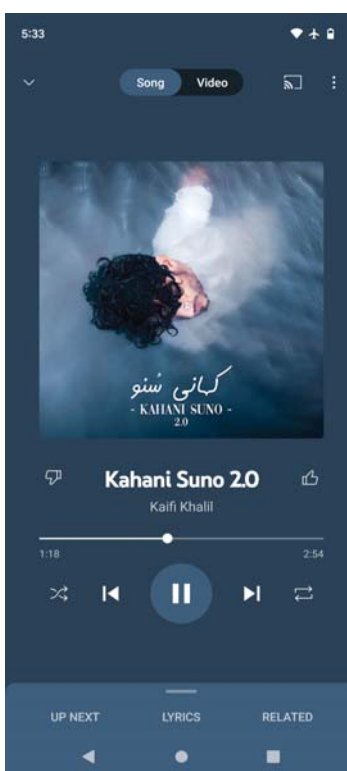 5:33
Song Video
کہانی سُنو
- KAHANI SUNO -
2.0
Kahani Suno 2.0
Kaifi Khalil
1:18 2:54
UP NEXT LYRICS RELATED